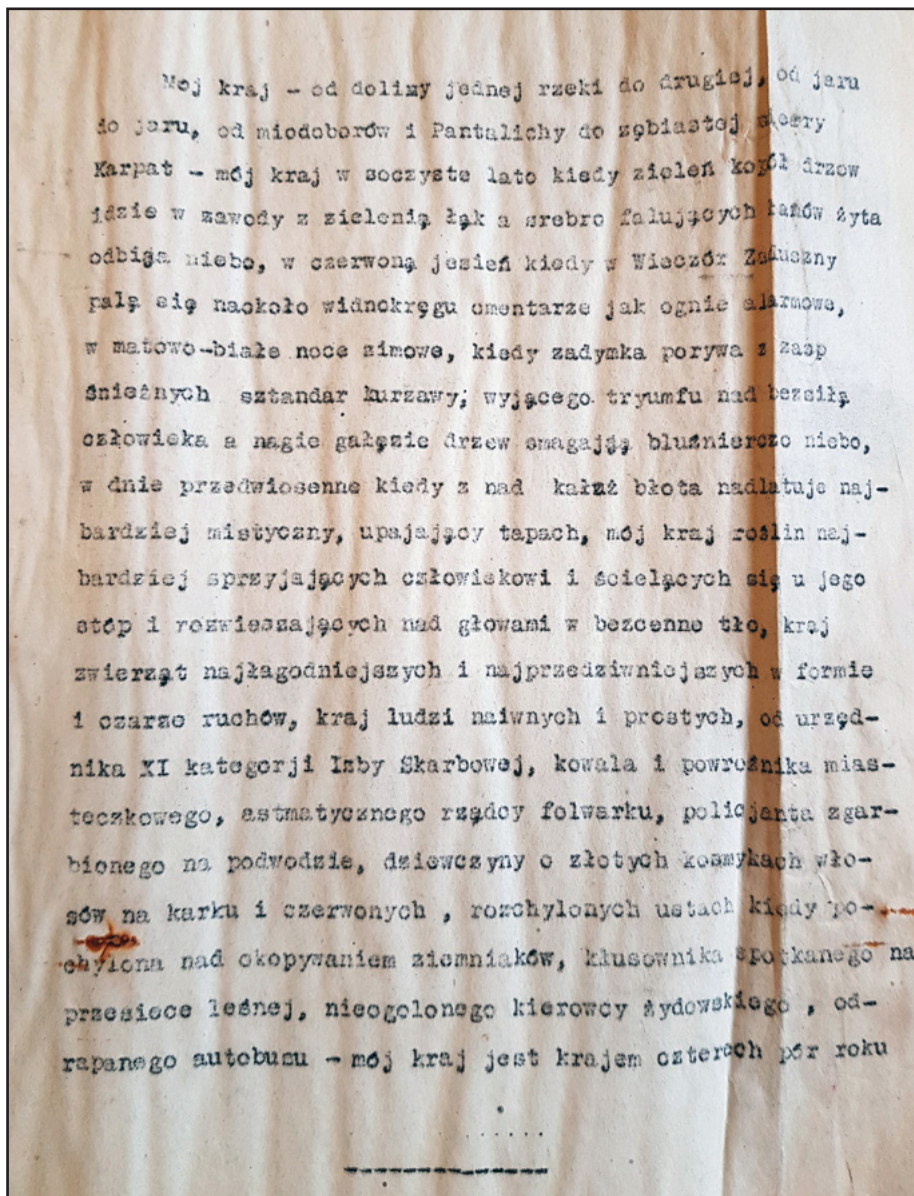 Mój kraj - od doliny jednej rzeki do drugiej, od jaru
do jaru, od miodoborów i Pantalichy do zębiastej siery
Karpat - mój kraj w soczyste lato kiedy zieleń kopół drzew
idzie w zawody z zielenią łąk a srebro falujących łanów żyta
odbija niebo, w czerwoną jesień kiedy w Wieczór Zaduszny
palą się naokoło widnokręgu cmentarze jak ognie alarmowe,
w matowo-białe noce zimowe, kiedy zadymka porywa z zasp
śnieżnych sztandar kurzawy, wyjącego tryumfu nad bezsiłą
człowieka a nagie gałęzie drzew smagają bluśnierczo niebo,
w dnie przedwiosenne kiedy z nad kałuż błota nadlatuje naj-
bardziej mistyczny, upajający tapach, mój kraj roślin naj-
bardziej sprzyjających człowiekowi i ścielących się u jego
stóp i rozwieszających nad głowami w bezcenne tło, kraj
zwierząt najłagodniejszych i najprzedziwniejszych w formie
i czarze ruchów, kraj ludzi naiwnych i prostych, od urzęd-
nika XI kategorji Izby Skarbowej, kowala i powroźnika mias-
teczkowego, astmatycznego rządcy folwarku, policjanta zgar-
bionego na podwodzie, dziewczyny o złotych kosmykach wło-
sów na karku i czerwonych , rozchylonych ustach kiedy po-
chylona nad okopywaniem ziemniaków, kłusownika spotkanego na
przesiece leśnej, nieogolonego kierowcy żydowskiego , od-
rapanego autobusu - mój kraj jest krajem czterech pór roku